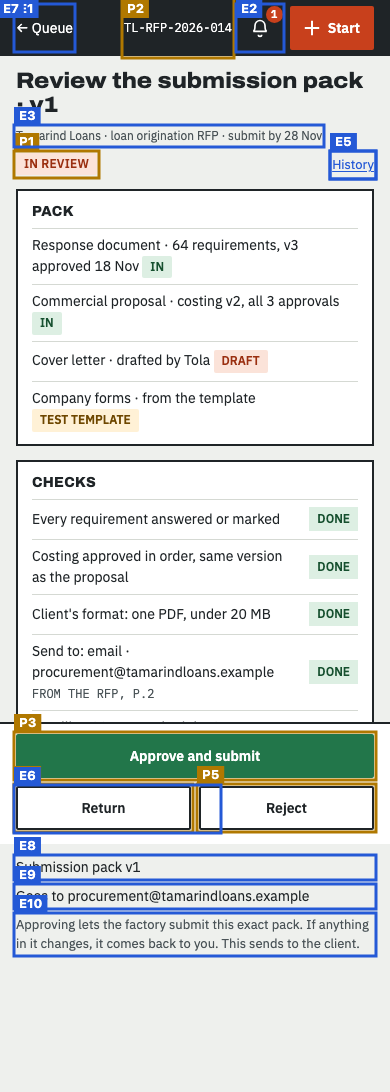 E7
E1
← Queue
P2
TL-RFP-2026-014
E2
1
+ Start
Review the submission pack
· v1
E3
Tamarind Loans · loan origination RFP · submit by 28 Nov
P1
IN REVIEW
E5
History
PACK
Response document · 64 requirements, v3
approved 18 Nov IN
Commercial proposal · costing v2, all 3 approvals
IN
Cover letter · drafted by Tola DRAFT
Company forms · from the template
TEST TEMPLATE
CHECKS
Every requirement answered or marked DONE
Costing approved in order, same version
as the proposal DONE
Client's format: one PDF, under 20 MB DONE
Send to: email ·
procurement@tamarindloans.example DONE
FROM THE RFP, P.2
P3
Approve and submit
E6
Return
P5
Reject
E8
Submission pack v1
E9
Goes to procurement@tamarindloans.example
E10
Approving lets the factory submit this exact pack. If anything
in it changes, it comes back to you. This sends to the client.